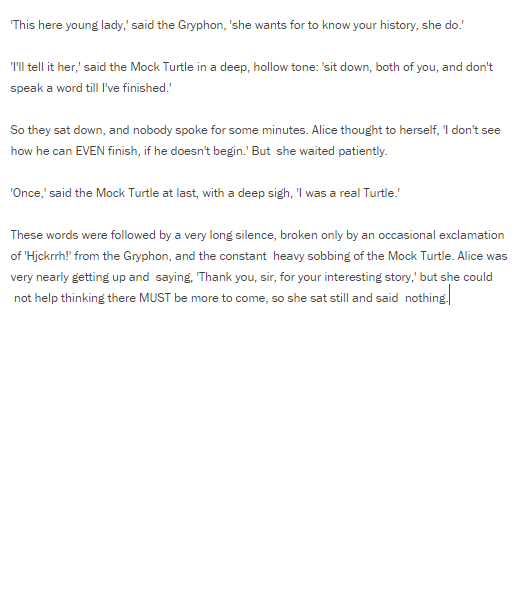 'This here young lady,' said the Gryphon, 'she wants for to know your history, she do.'
'I'll tell it her,' said the Mock Turtle in a deep, hollow tone: 'sit down, both of you, and don't
speak a word till I've finished.'
So they sat down, and nobody spoke for some minutes. Alice thought to herself, 'I don't see
how he can EVEN finish, if he doesn't begin.' But  she waited patiently.
'Once,' said the Mock Turtle at last, with a deep sigh, 'I was a real Turtle.'
These words were followed by a very long silence, broken only by an occasional exclamation
of 'Hjckrrh!' from the Gryphon, and the constant  heavy sobbing of the Mock Turtle. Alice was
very nearly getting up and  saying, 'Thank you, sir, for your interesting story,' but she could
not help thinking there MUST be more to come, so she sat still and said  nothing.